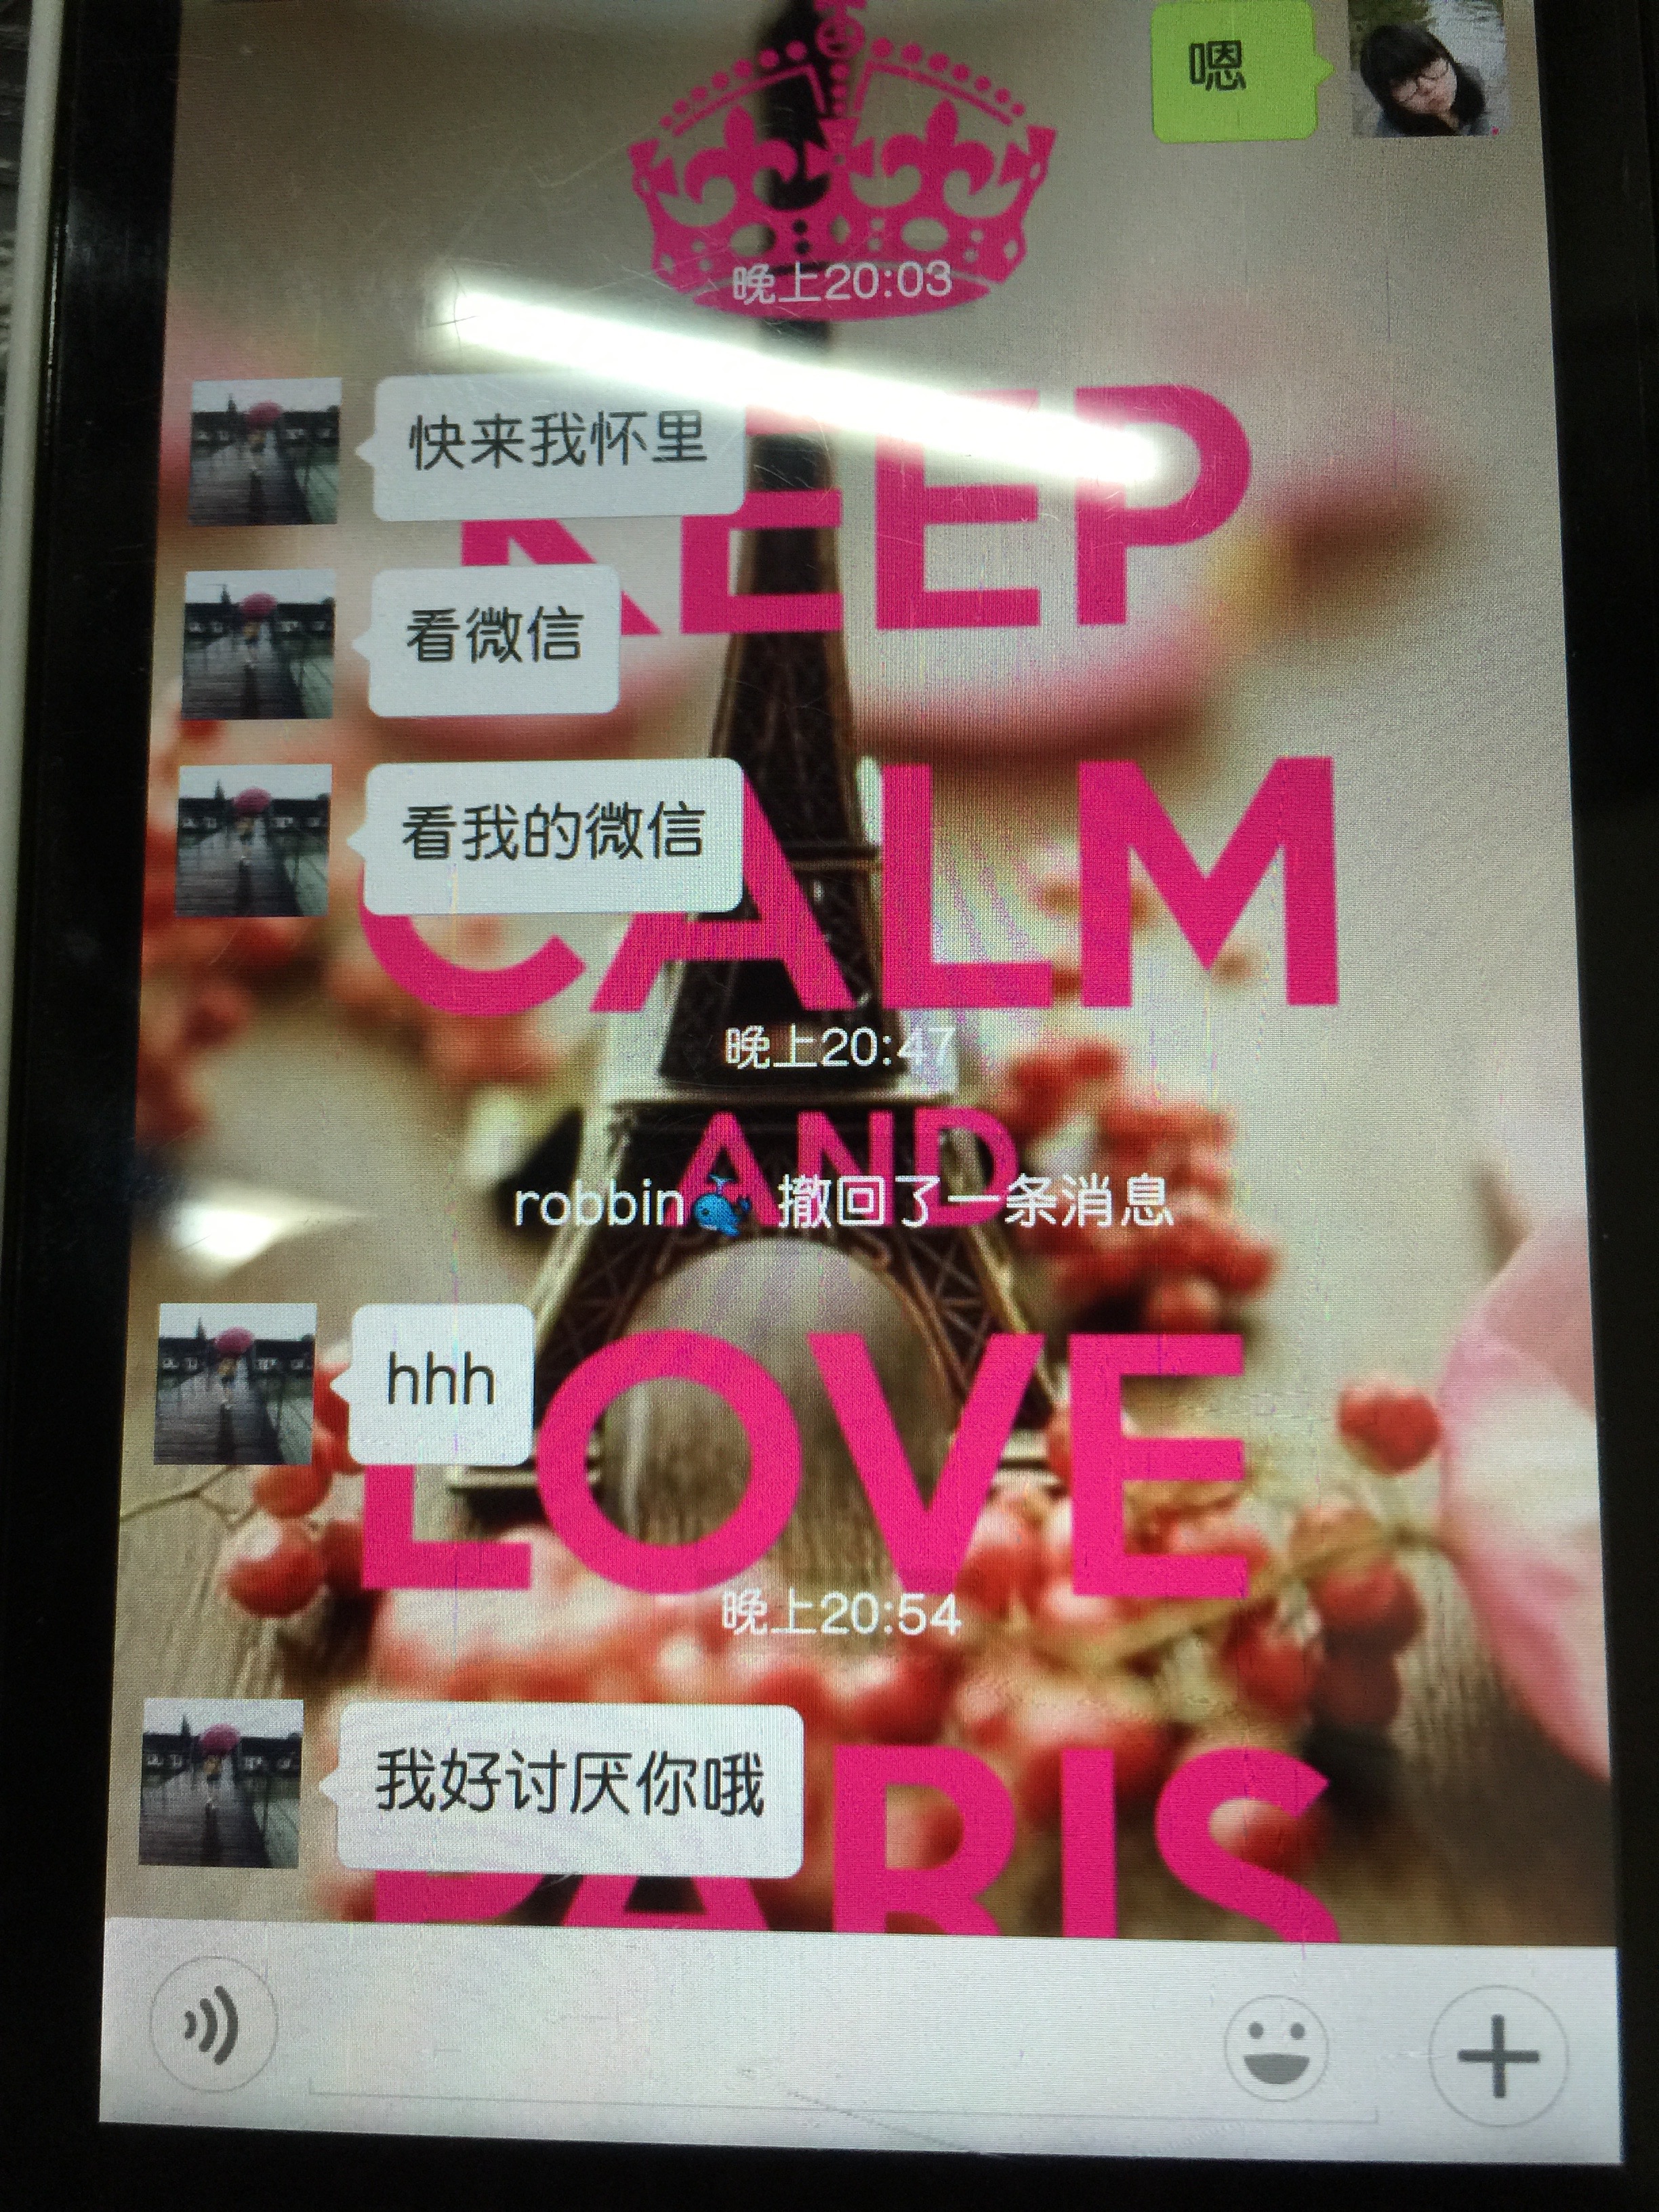 嗯
晚上20:03
快来我怀里
KEEP
看微信
看我的微信
CALM
晚上20:47
AND
robbin🐳 撤回了一条消息
hhh
LOVE
晚上20:54
我好讨厌你哦
PARIS